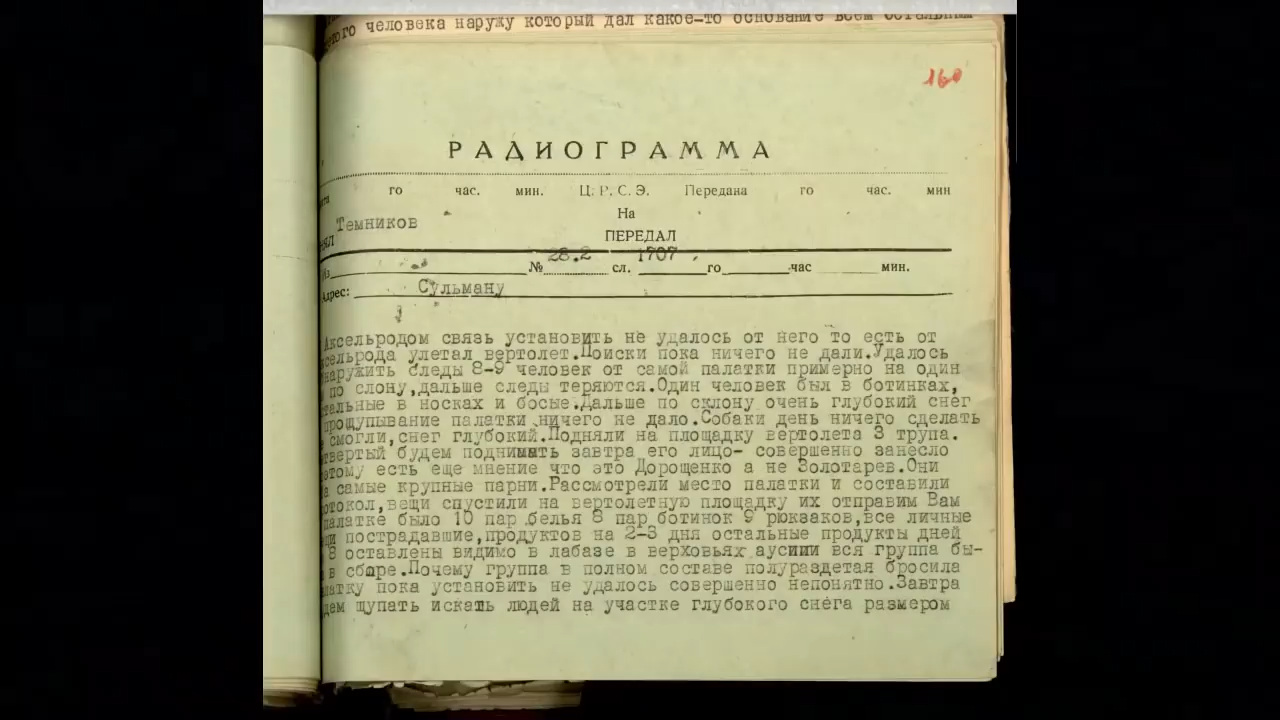 того человека наружу который дал какое-то основание всем остальным
160
РАДИОГРАММА
го час. мин. Ц. Р. С. Э. Передана го час. мин
На
Темников
ПЕРЕДАЛ
28.2 1707
Из № сл. го час мин.
Адрес: Сульману
Аксельродом связь установить не удалось от него то есть от
сельрода улетал вертолет.Поиски пока ничего не дали.Удалось
наружить следы 8-9 человек от самой палатки примерно на один
по слону,дальше следы теряются.Один человек был в ботинках,
тальные в носках и босые.Дальше по склону очень глубокий снег
прощупывание палатки ничего не дало.Собаки день ничего сделать
смогли,снег глубокий.Подняли на площадку вертолета 3 трупа.
твертый будем поднимать завтра его лицо- совершенно занесло
этому есть еще мнение что это Дорощенко а не Золотарев.Они
а самые крупные парни.Рассмотрели место палатки и составили
отокол,вещи спустили на вертолетную площадку их отправим Вам
палатке было 10 пар белья 8 пар ботинок 9 рюкзаков,все личные
щи пострадавшие,продуктов на 2-3 дня остальные продукты дней
8 оставлены видимо в лабазе в верховьях аусиии вся группа бы-
в сборе.Почему группа в полном составе полураздетая бросила
латку пока установить не удалось совершенно непонятно.Завтра
дем щупать искать людей на участке глубокого снега размером